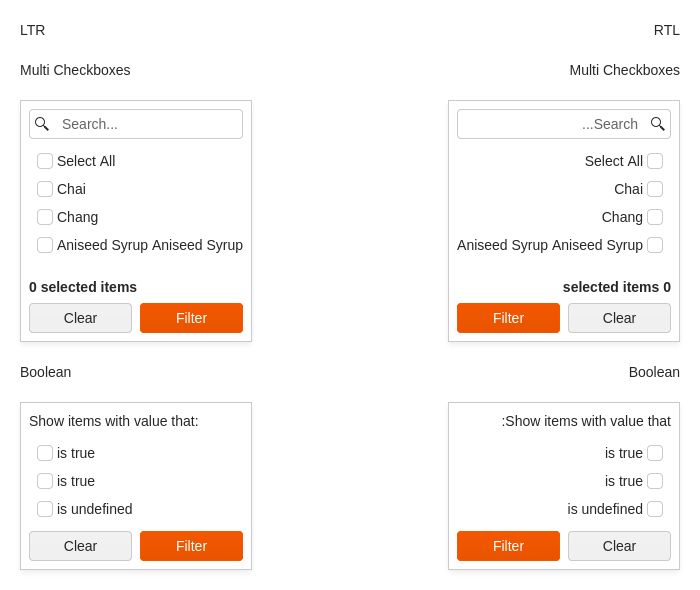 LTR
Multi Checkboxes
Search...
Select All
Chai
Chang
Aniseed Syrup Aniseed Syrup
0 selected items
Clear Filter
Boolean
Show items with value that:
is true
is true
is undefined
Clear Filter
RTL
Multi Checkboxes
...Search
Select All
Chai
Chang
Aniseed Syrup Aniseed Syrup
selected items 0
Filter Clear
Boolean
:Show items with value that
is true
is true
is undefined
Filter Clear